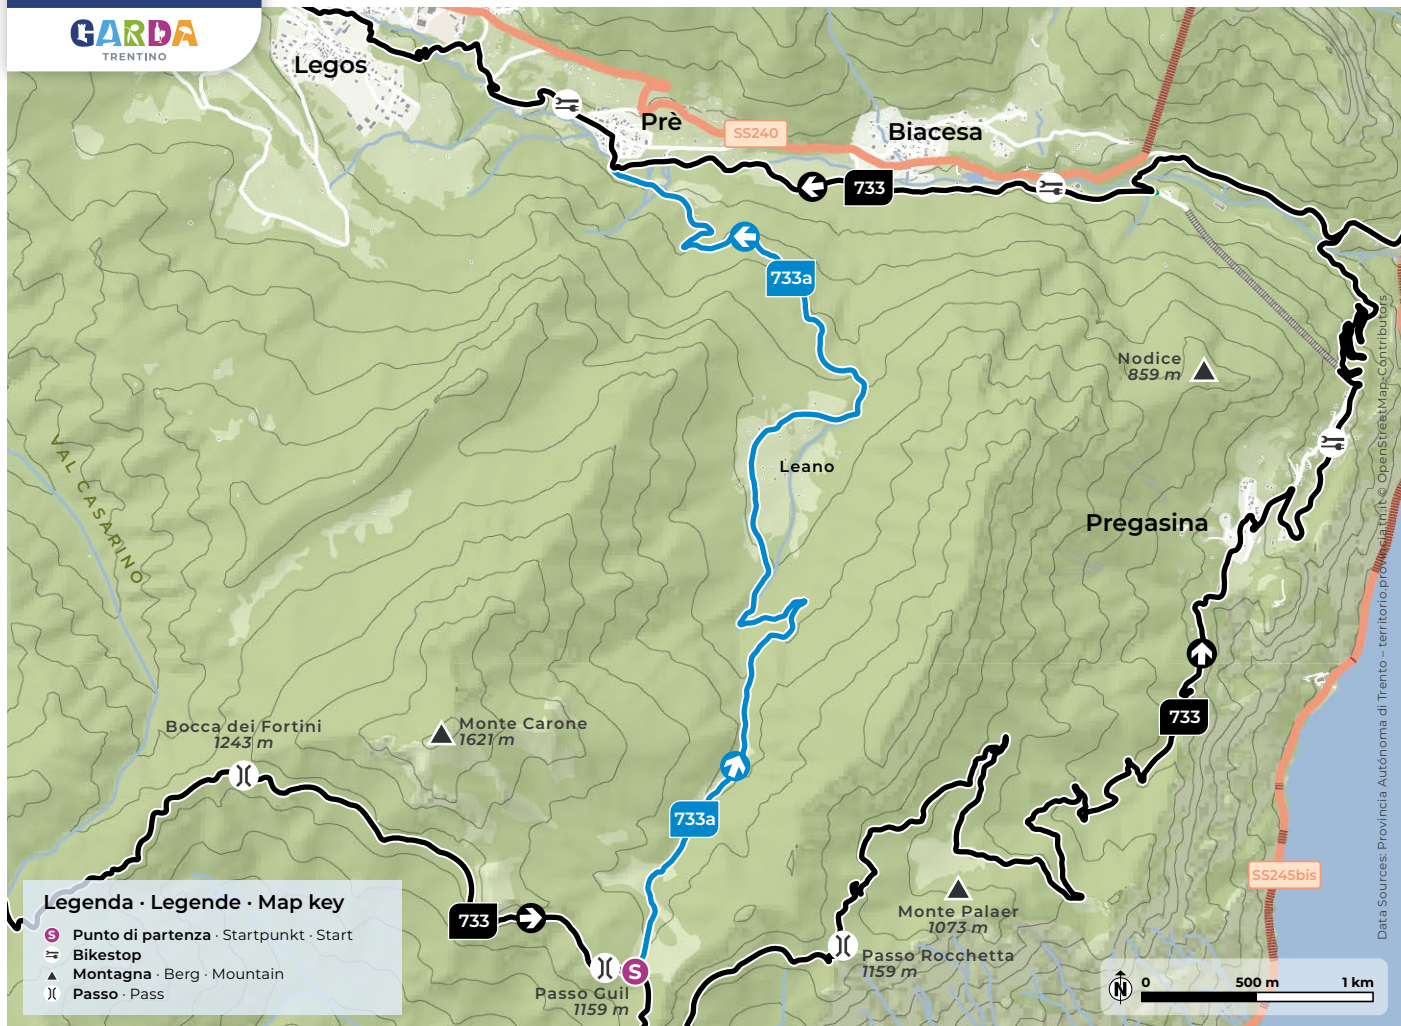 GARDA
TRENTINO
Legos
Prè
SS240
Biacesa
733
733a
Nodice
859 m
Leano
VAL CASARINO
Pregasina
Bocca dei Fortini
1243 m
Monte Carone
1621 m
733
733a
SS245bis
733
Monte Palaer
1073 m
Passo Rocchetta
1159 m
S
Passo Guil
1159 m
Legenda · Legende · Map key
S Punto di partenza · Startpunkt · Start
Bikestop
Montagna · Berg · Mountain
Passo · Pass
N
0 500 m 1 km
Data Sources: Provincia Autónoma di Trento – territorio.provincia.tn.it © OpenStreetMap-Contributors